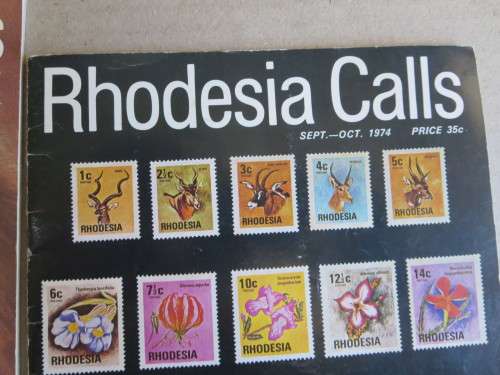 Rhodesia Calls
SEPT.—OCT. 1974 PRICE 35c
1c
RHODESIA
2½c
RHODESIA
3c
RHODESIA
4c
RHODESIA
5c
RHODESIA
6c
RHODESIA
7½c
RHODESIA
10c
RHODESIA
12½c
RHODESIA
14c
RHODESIA